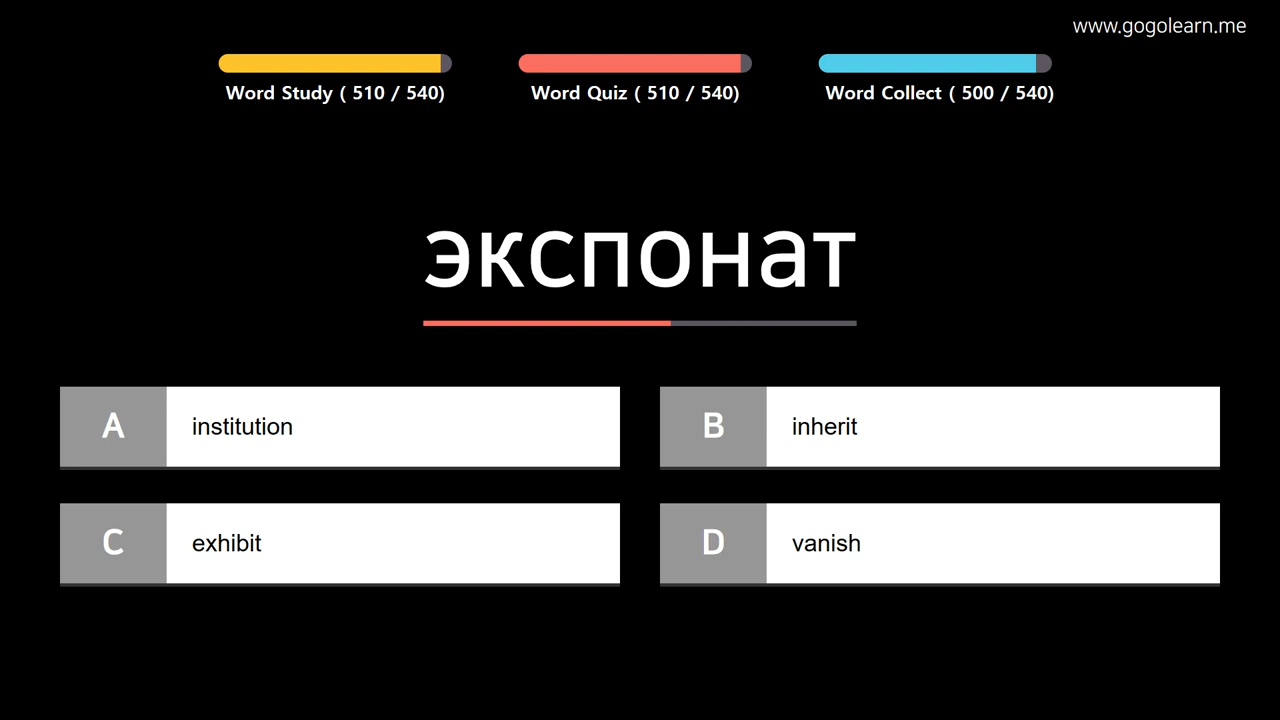 www.gogolearn.me
Word Study ( 510 / 540)
Word Quiz ( 510 / 540)
Word Collect ( 500 / 540)
экспонат
A institution
B inherit
C exhibit
D vanish